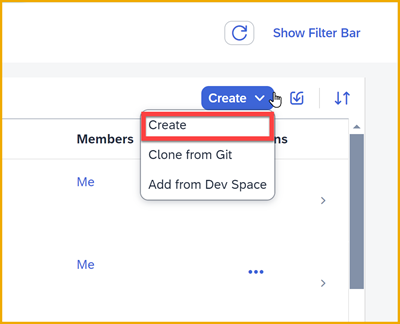 Show Filter Bar
Create
Create
Members
ns
Clone from Git
Add from Dev Space
Me
Me